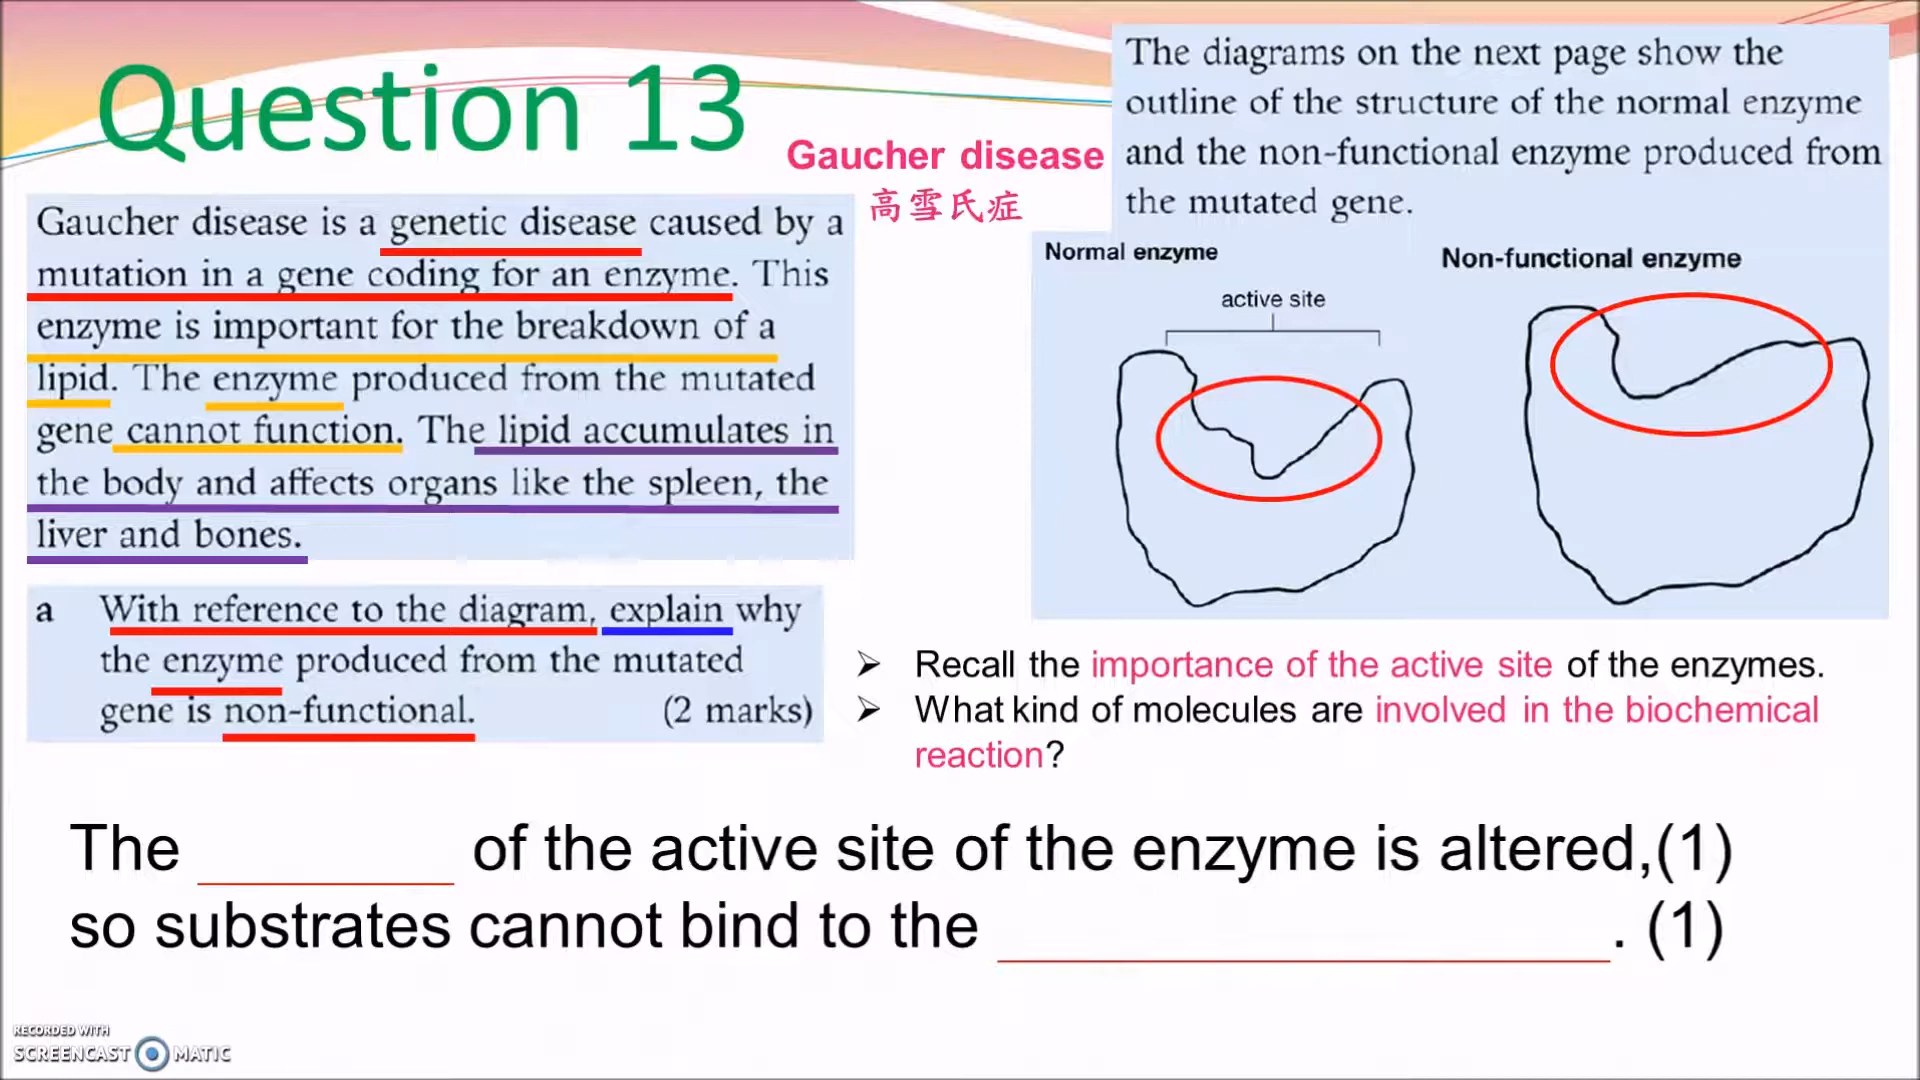 Question 13
Gaucher disease
高雪氏症
Gaucher disease is a genetic disease caused by a
mutation in a gene coding for an enzyme. This
enzyme is important for the breakdown of a
lipid. The enzyme produced from the mutated
gene cannot function. The lipid accumulates in
the body and affects organs like the spleen, the
liver and bones.
The diagrams on the next page show the
outline of the structure of the normal enzyme
and the non-functional enzyme produced from
the mutated gene.
Normal enzyme
active site
Non-functional enzyme
a With reference to the diagram, explain why
the enzyme produced from the mutated
gene is non-functional. (2 marks)
➢ Recall the importance of the active site of the enzymes.
➢ What kind of molecules are involved in the biochemical
reaction?
The ________ of the active site of the enzyme is altered,(1)
so substrates cannot bind to the ____________________. (1)
RECORDED WITH
SCREENCAST MATIC